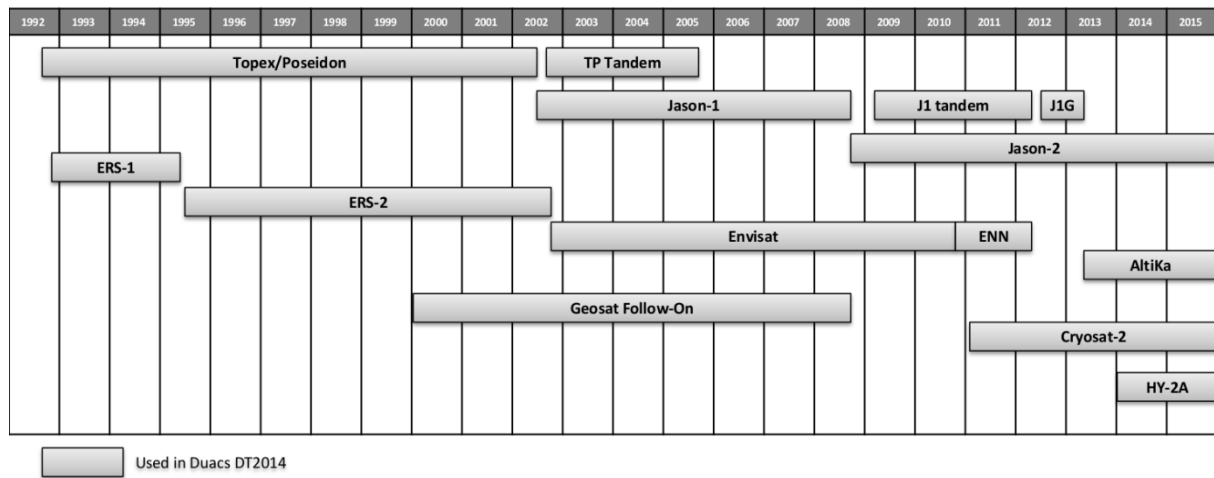 1992 1993 1994 1995 1996 1997 1998 1999 2000 2001 2002 2003 2004 2005 2006 2007 2008 2009 2010 2011 2012 2013 2014 2015
Topex/Poseidon TP Tandem
Jason-1 J1 tandem J1G
Jason-2
ERS-1
ERS-2
Envisat ENN
AltiKa
Geosat Follow-On
Cryosat-2
HY-2A
Used in Duacs DT2014